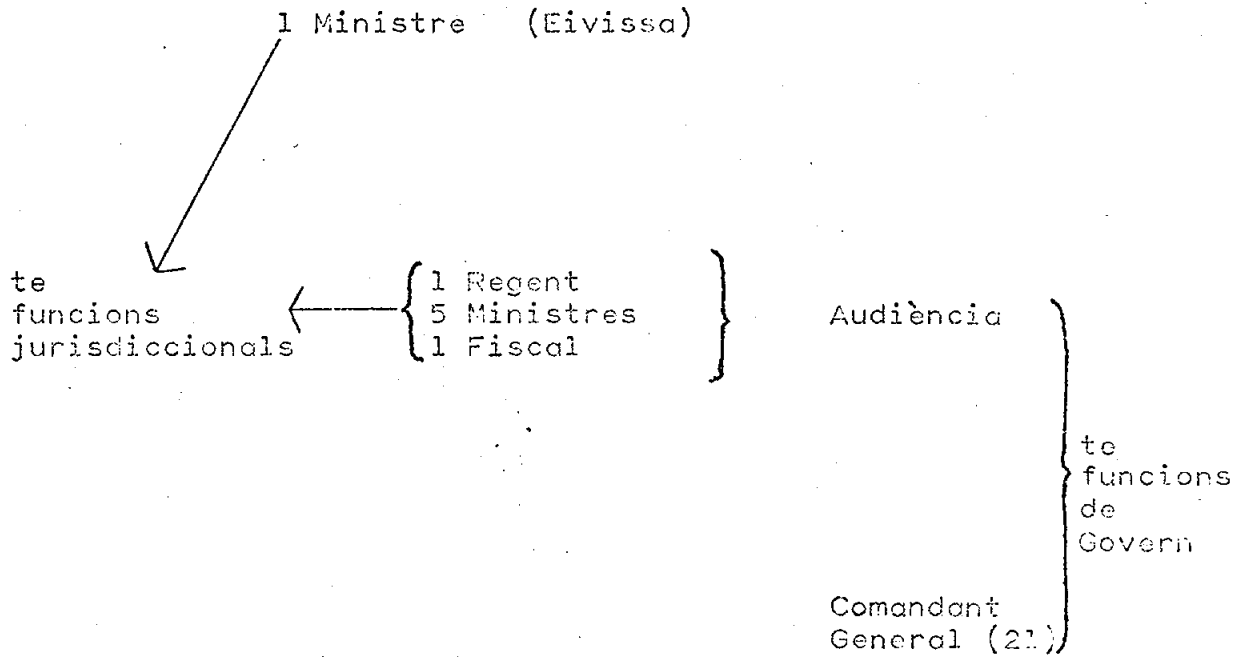 1 Ministre (Eivissa)
te
funcions
jurisdiccionals
1 Regent
5 Ministres
1 Fiscal
Audiència
te
funcions
de
Govern
Comandant
General (21)